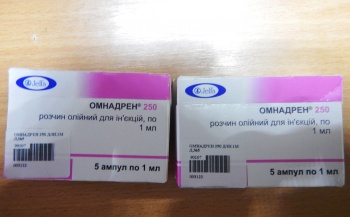 Jelfa
ОМНАДРЕН® 250
розчин олійний для ін'єкцій, по
1 мл
5 ампул по 1 мл
Jelfa
ОМНАДРЕН® 250
розчин олійний для ін'єкцій, по
1 мл
5 ампул по 1 мл